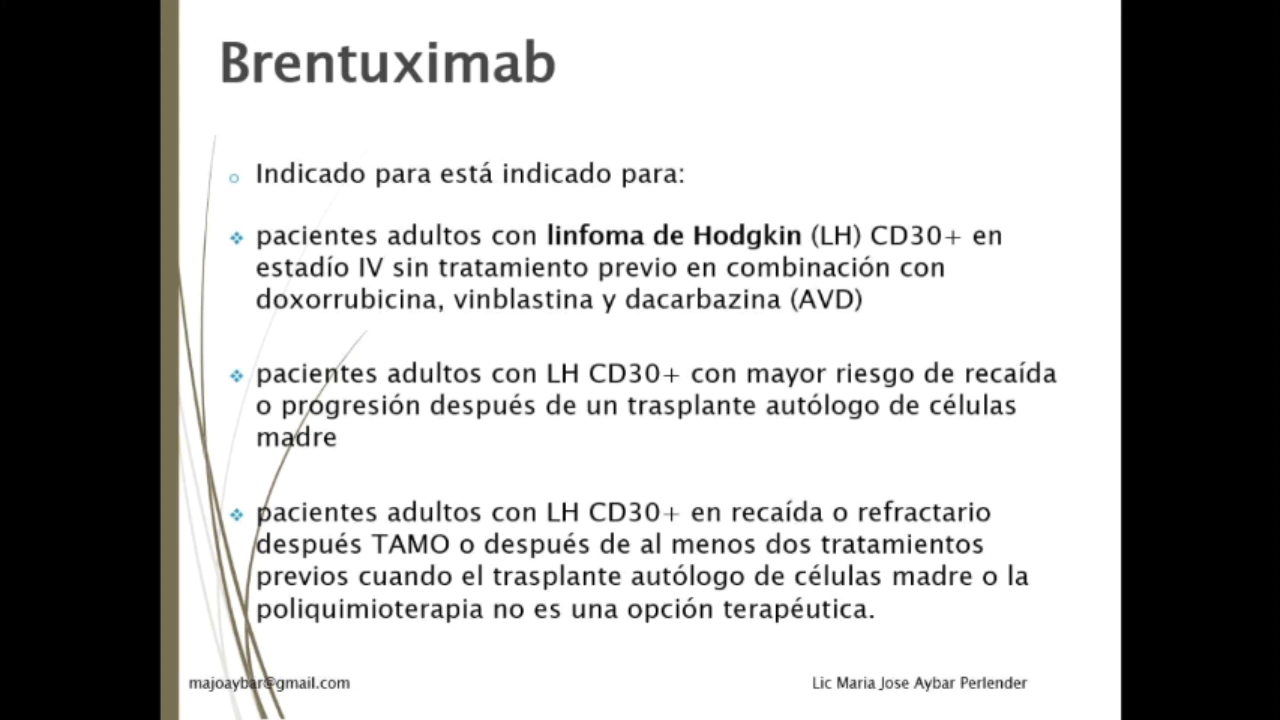 Brentuximab
Indicado para está indicado para:
pacientes adultos con linfoma de Hodgkin (LH) CD30+ en
estadío IV sin tratamiento previo en combinación con
doxorrubicina, vinblastina y dacarbazina (AVD)
pacientes adultos con LH CD30+ con mayor riesgo de recaída
o progresión después de un trasplante autólogo de células
madre
pacientes adultos con LH CD30+ en recaída o refractario
después TAMO o después de al menos dos tratamientos
previos cuando el trasplante autólogo de células madre o la
poliquimioterapia no es una opción terapéutica.
majoaybar@gmail.com
Lic Maria Jose Aybar Perlender